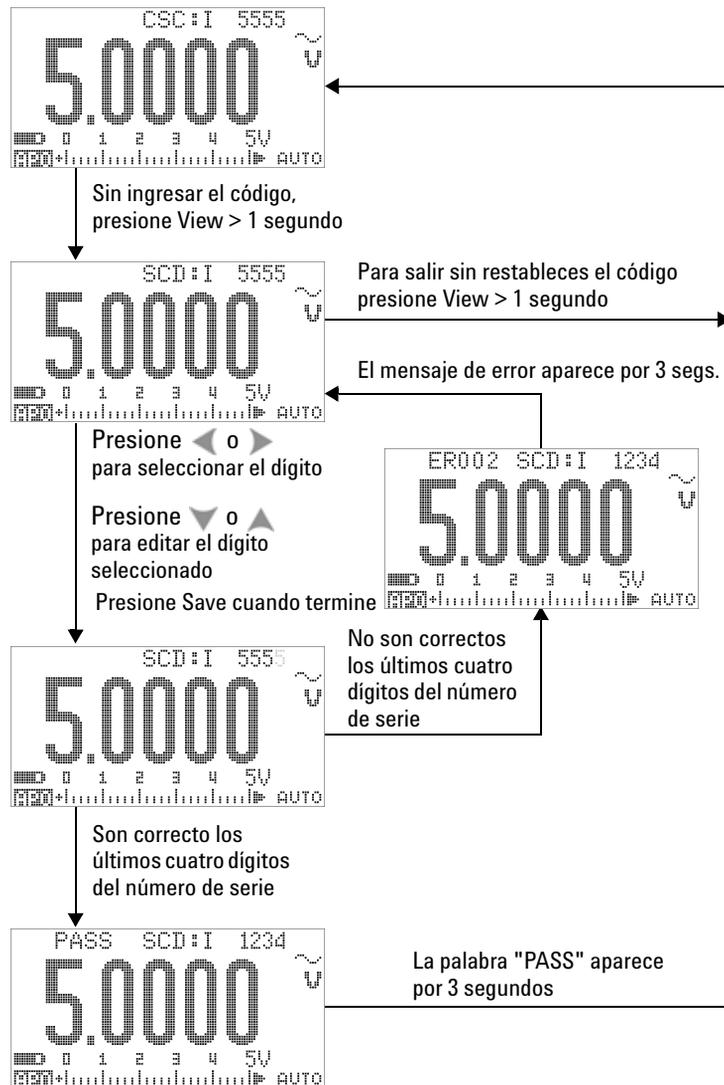 CSC:I 5555
5.0000 V
0 1 2 3 4 5V
APO AUTO
Sin ingresar el código,
presione View > 1 segundo
SCD:I 5555
5.0000 V
0 1 2 3 4 5V
APO AUTO
Para salir sin restableces el código
presione View > 1 segundo
El mensaje de error aparece por 3 segs.
Presione o
para seleccionar el dígito
Presione o
para editar el dígito
seleccionado
Presione Save cuando termine
ER002 SCD:I 1234
5.0000 V
0 1 2 3 4 5V
APO AUTO
No son correctos
los últimos cuatro
dígitos del número
de serie
SCD:I 5555
5.0000 V
0 1 2 3 4 5V
APO AUTO
Son correcto los
últimos cuatro dígitos
del número de serie
PASS SCD:I 1234
5.0000 V
0 1 2 3 4 5V
APO AUTO
La palabra "PASS" aparece
por 3 segundos